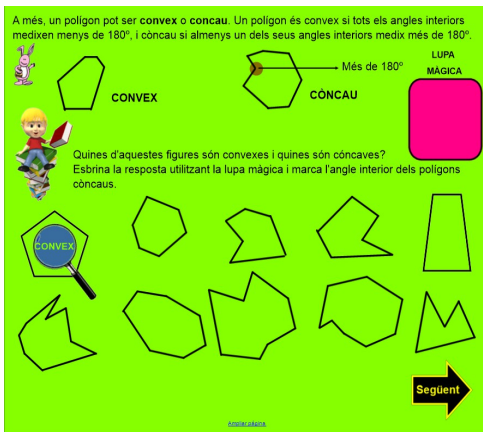 A més, un polígon pot ser convex o concau. Un polígon és convex si tots els angles interiors
medixen menys de 180º, i còncau si almenys un dels seus angles interiors medix més de 180º.
LUPA
MÀGICA
Més de 180º
CONVEX
CÒNCAU
Quines d'aquestes figures són convexes i quines són cóncaves?
Esbrina la resposta utilitzant la lupa màgica i marca l'angle interior dels polígons
còncaus.
CONVEX
Següent
Ampliar pàgina